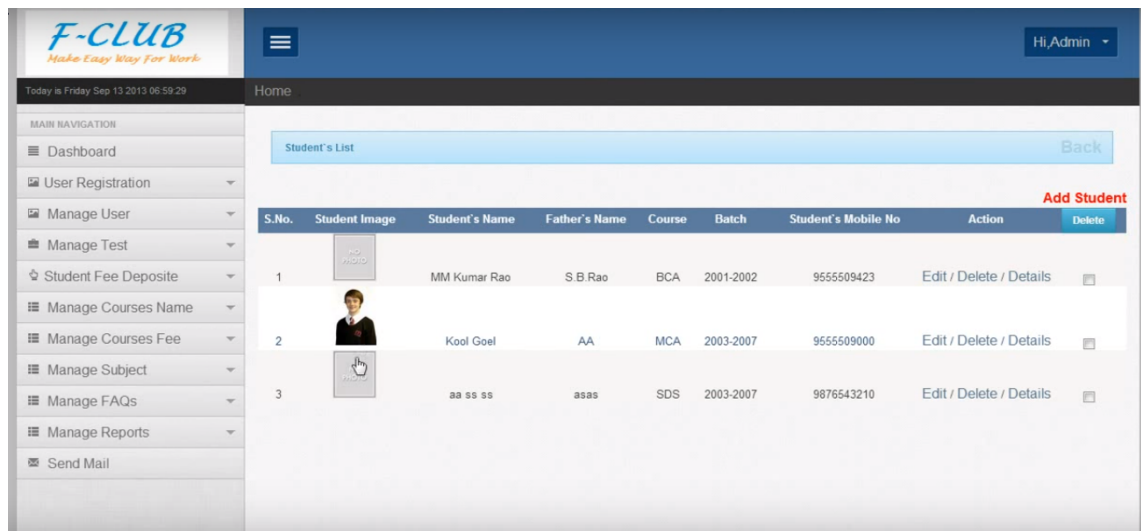 F-CLUB
Make Easy Way For Work
Hi,Admin
Today is Friday Sep 13 2013 06:59:29
Home
MAIN NAVIGATION
Dashboard
User Registration
Manage User
Manage Test
Student Fee Deposite
Manage Courses Name
Manage Courses Fee
Manage Subject
Manage FAQs
Manage Reports
Send Mail
Student's List Back
Add Student
S.No. Student Image Student's Name Father's Name Course Batch Student's Mobile No Action Delete
NO PHOTO
1 MM Kumar Rao S.B.Rao BCA 2001-2002 9555509423 Edit / Delete / Details
2 Kool Goel AA MCA 2003-2007 9555509000 Edit / Delete / Details
PHOTO
3 aa ss ss asas SDS 2003-2007 9876543210 Edit / Delete / Details